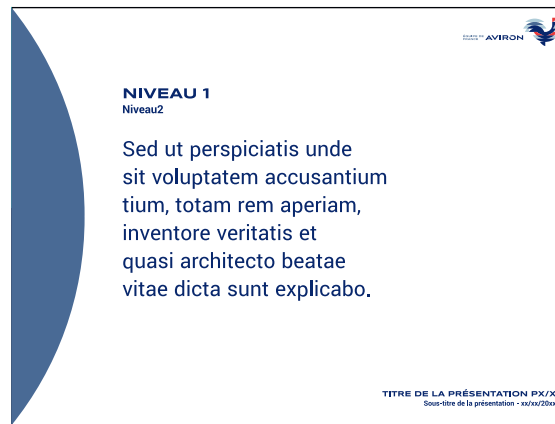 AVIRON
NIVEAU 1
Niveau2
Sed ut perspiciatis unde
sit voluptatem accusantium
tium, totam rem aperiam,
inventore veritatis et
quasi architecto beatae
vitae dicta sunt explicabo.
TITRE DE LA PRÉSENTATION PX/X
Sous-titre de la présentation - xx/xx/20xx